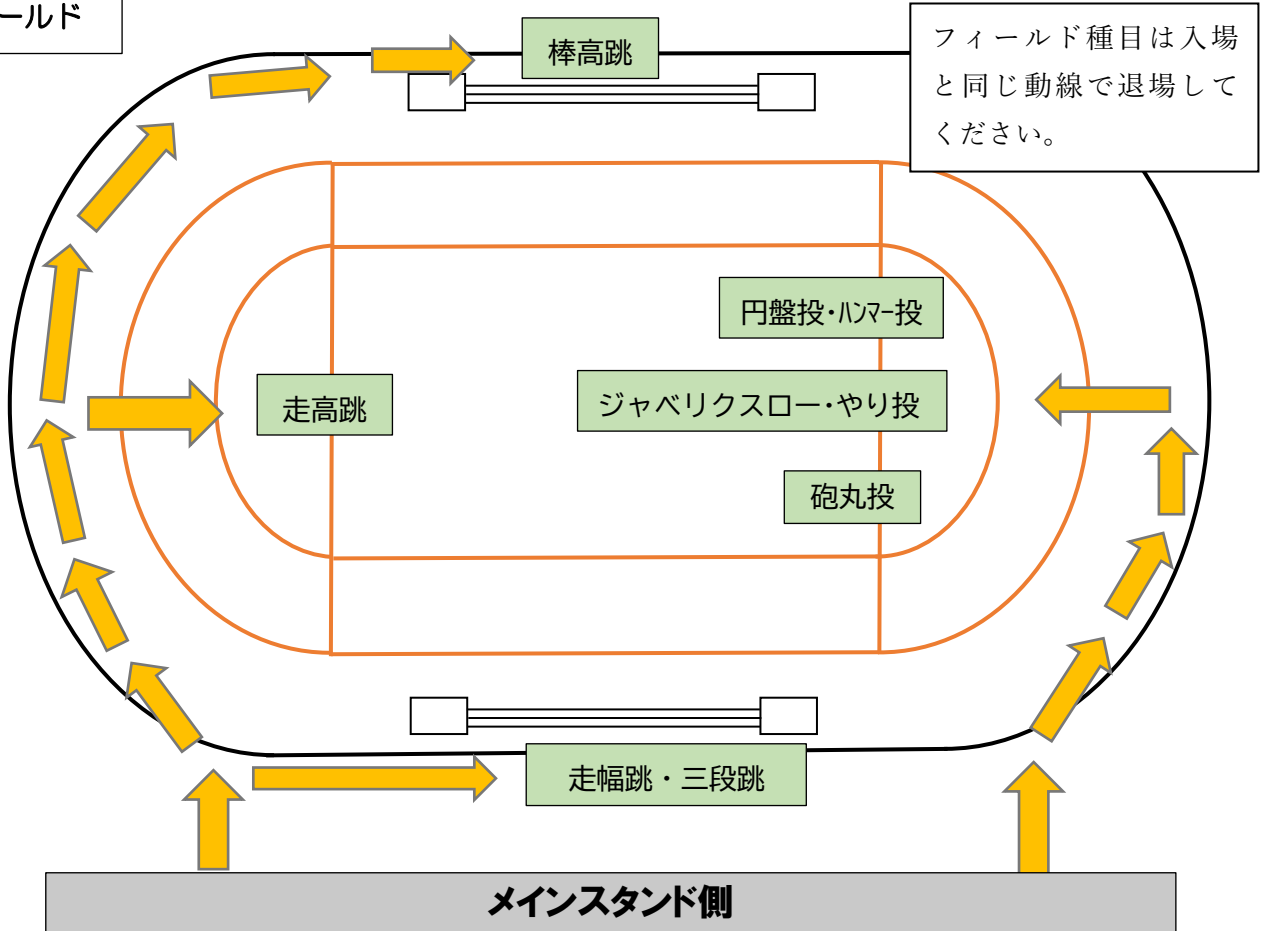 ールド
棒高跳
フィールド種目は入場
と同じ動線で退場して
ください。
円盤投・ﾊﾝﾏｰ投
走高跳
ジャベリクスロー・やり投
砲丸投
走幅跳・三段跳
メインスタンド側